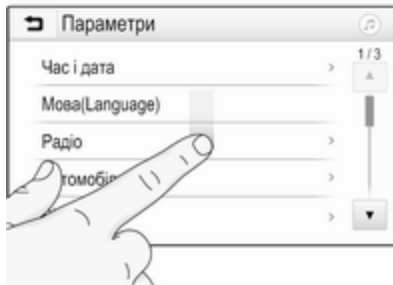 Параметри
1/3
Час і дата
Мова(Language)
Радіо